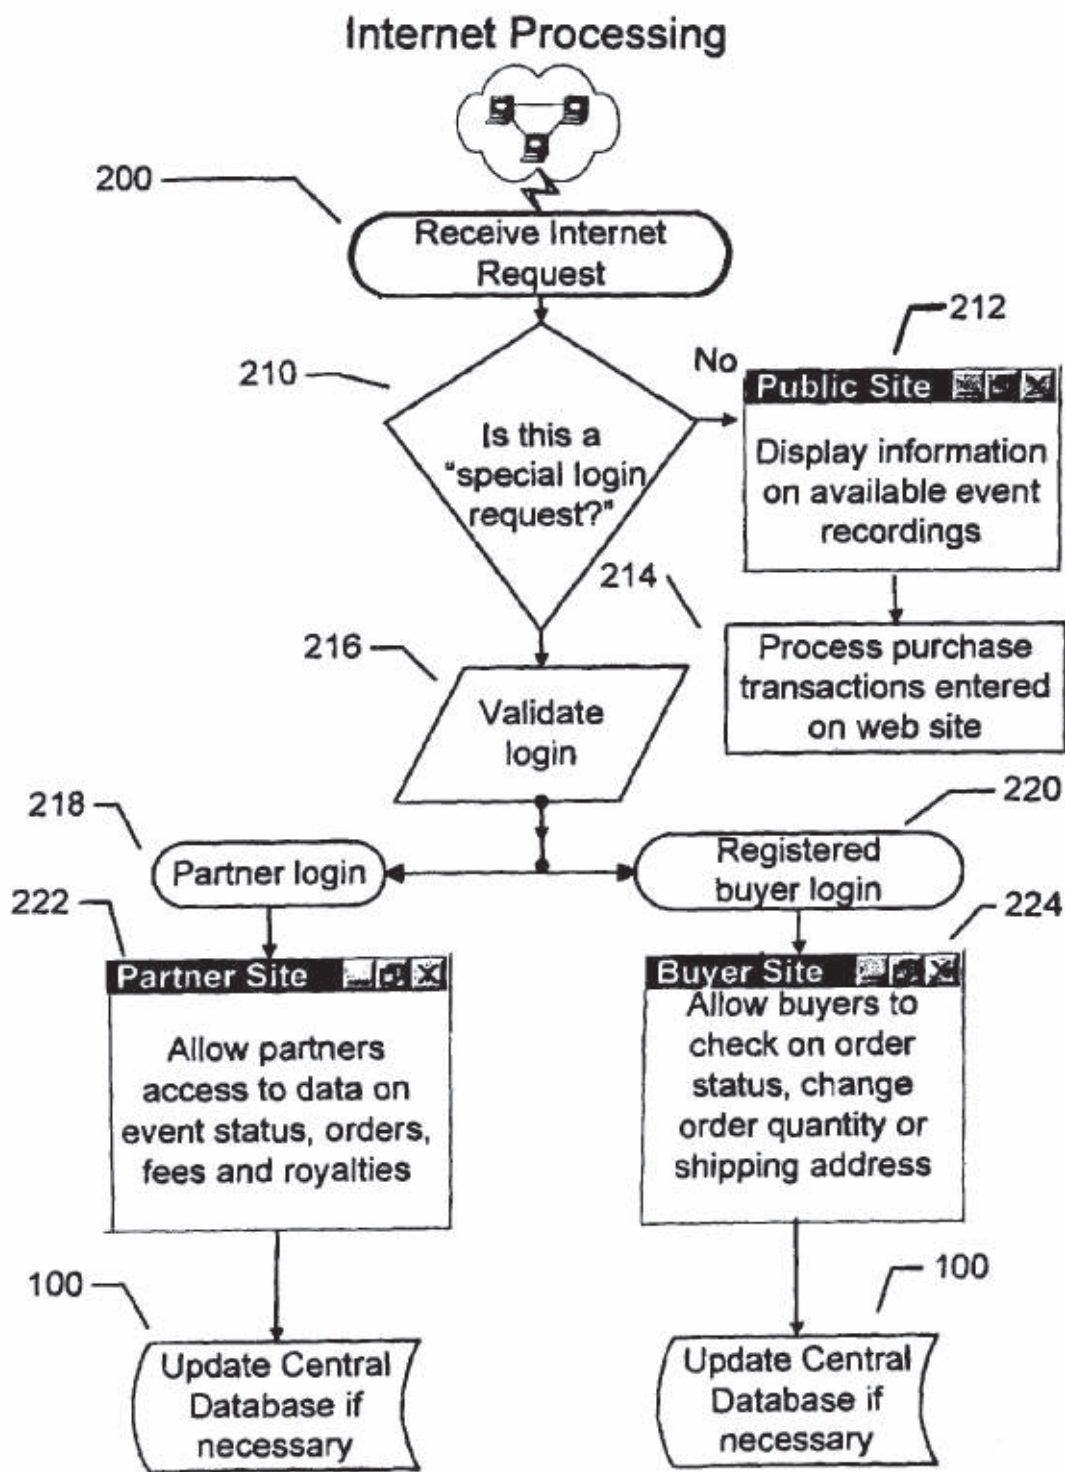 Internet Processing
200
Receive Internet
Request
210
Is this a
"special login
request?"
No
212
Public Site
Display information
on available event
recordings
214
Process purchase
transactions entered
on web site
216
Validate
login
218
Partner login
220
Registered
buyer login
222
Partner Site
Allow partners
access to data on
event status, orders,
fees and royalties
224
Buyer Site
Allow buyers to
check on order
status, change
order quantity or
shipping address
100
Update Central
Database if
necessary
100
Update Central
Database if
necessary